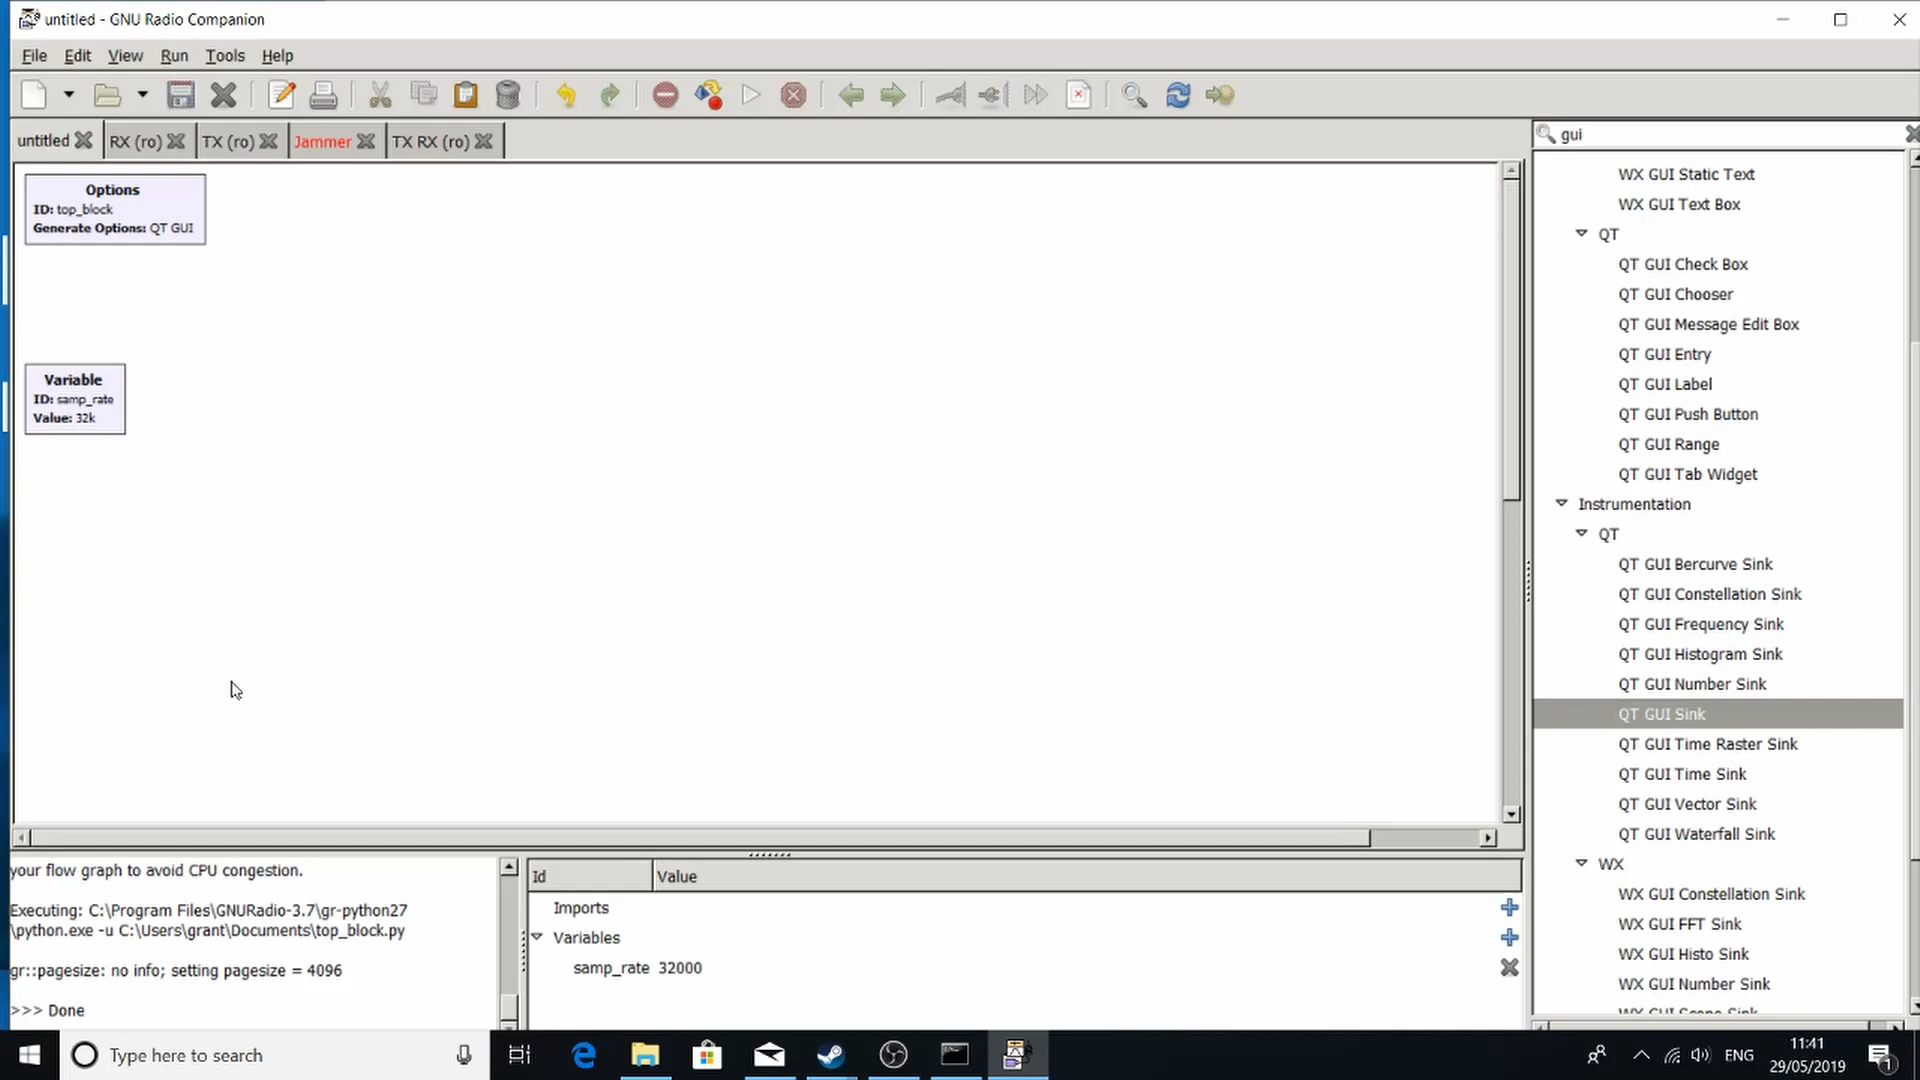 untitled - GNU Radio Companion
File Edit View Run Tools Help
untitled RX (ro) TX (ro) Jammer TX RX (ro)
gui
Options
ID: top_block
Generate Options: QT GUI
Variable
ID: samp_rate
Value: 32k
WX GUI Static Text
WX GUI Text Box
QT
QT GUI Check Box
QT GUI Chooser
QT GUI Message Edit Box
QT GUI Entry
QT GUI Label
QT GUI Push Button
QT GUI Range
QT GUI Tab Widget
Instrumentation
QT
QT GUI Bercurve Sink
QT GUI Constellation Sink
QT GUI Frequency Sink
QT GUI Histogram Sink
QT GUI Number Sink
QT GUI Sink
QT GUI Time Raster Sink
QT GUI Time Sink
QT GUI Vector Sink
QT GUI Waterfall Sink
WX
WX GUI Constellation Sink
WX GUI FFT Sink
WX GUI Histo Sink
WX GUI Number Sink
WX GUI Scope Sink
your flow graph to avoid CPU congestion.
Executing: C:\Program Files\GNURadio-3.7\gr-python27
\python.exe -u C:\Users\grant\Documents\top_block.py
gr::pagesize: no info; setting pagesize = 4096
>>> Done
Id Value
Imports
Variables
samp_rate 32000
Type here to search
ENG
11:41
29/05/2019
1